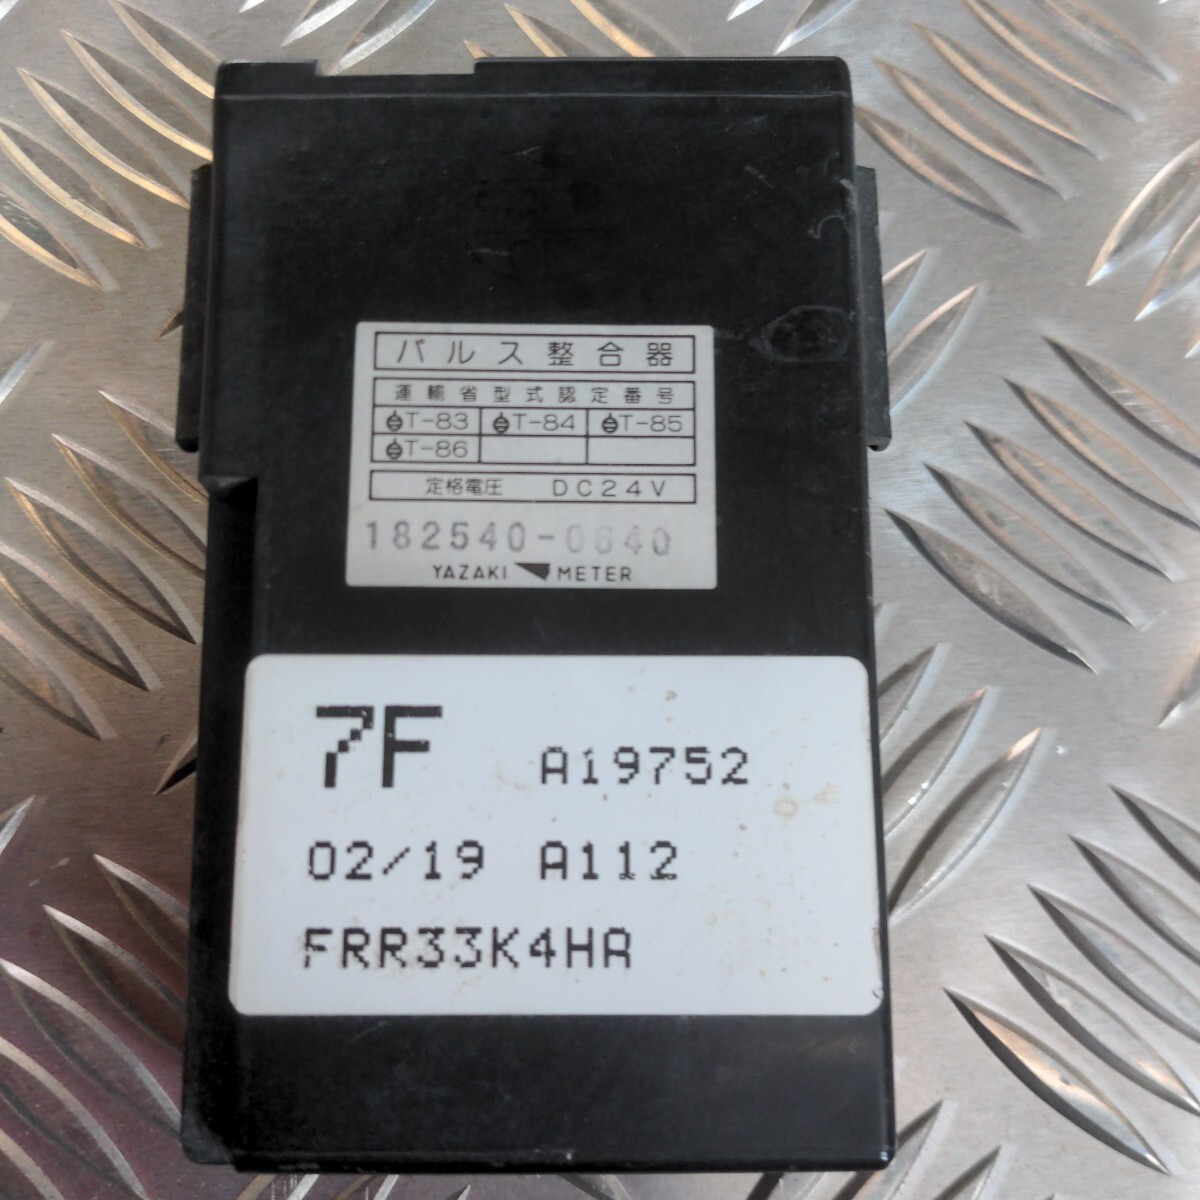 パルス整合器
運輸省型式認定番号
T-83 T-84 T-85
T-86
定格電圧 DC24V
182540-0640
YAZAKI METER
7F A19752
02/19 A112
FRR33K4HA